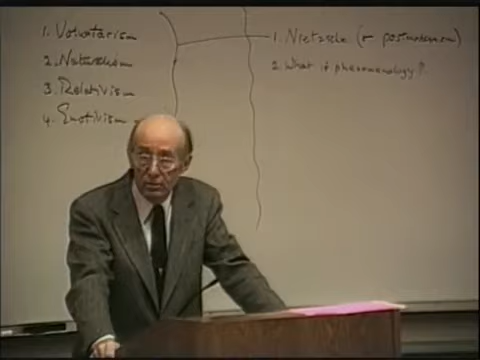 1. Voluntarism
2. Naturalism
3. Relativism
4. Emotivism
1. Nietzsche (& postmodernism)
2. What is phenomenology?